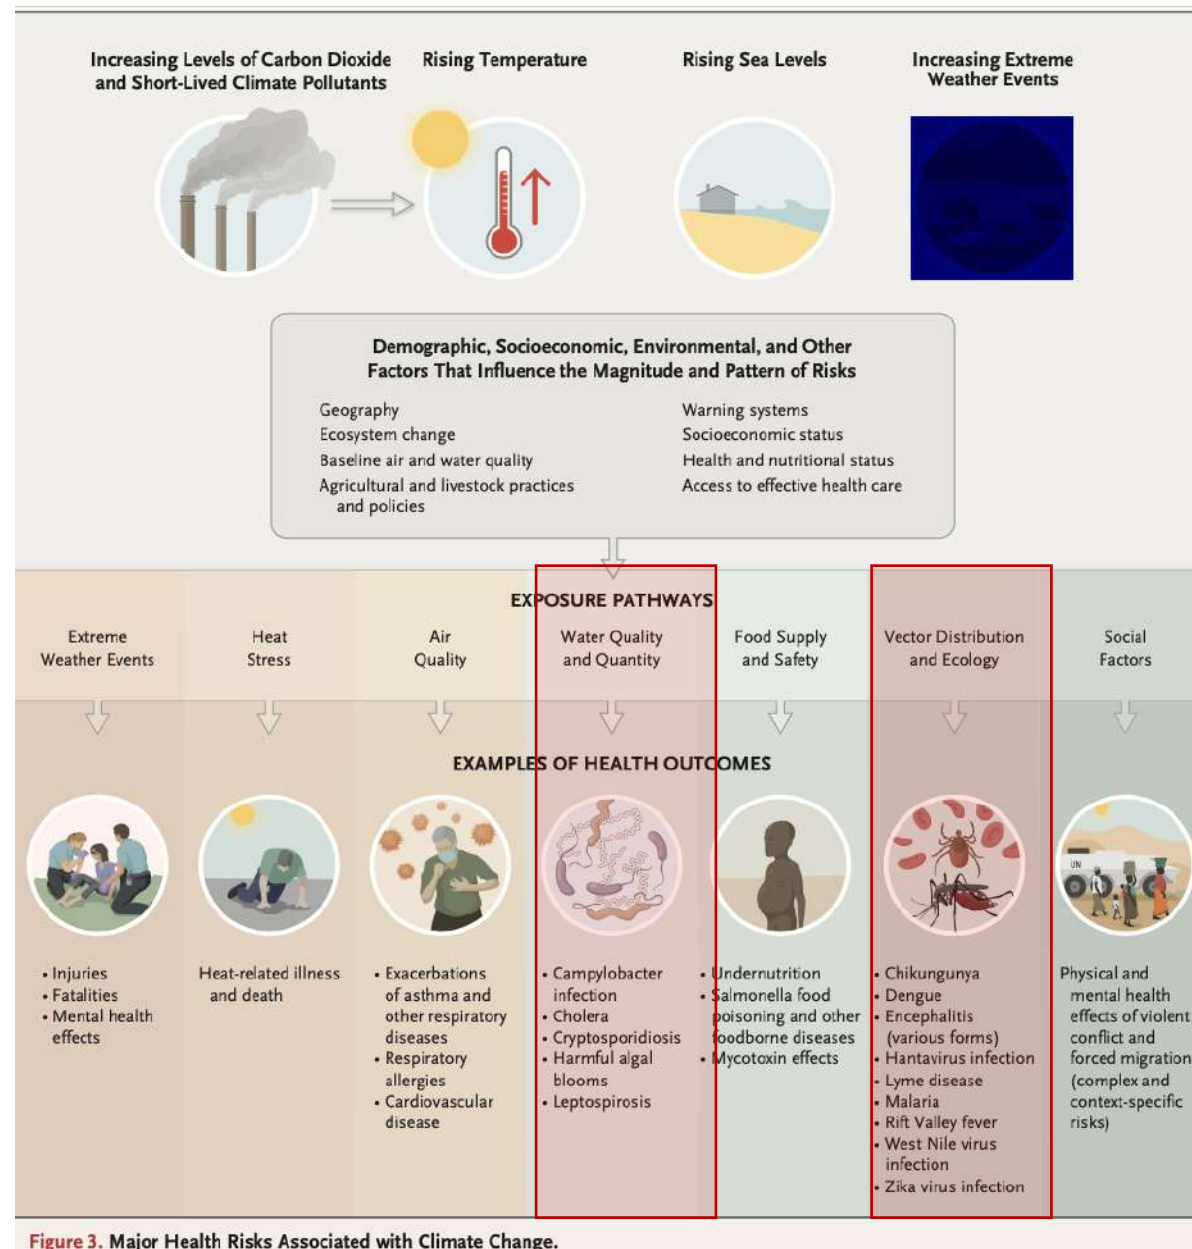 Increasing Levels of Carbon Dioxide
and Short-Lived Climate Pollutants
Rising Temperature
Rising Sea Levels
Increasing Extreme
Weather Events
Demographic, Socioeconomic, Environmental, and Other
Factors That Influence the Magnitude and Pattern of Risks
Geography
Ecosystem change
Baseline air and water quality
Agricultural and livestock practices
and policies
Warning systems
Socioeconomic status
Health and nutritional status
Access to effective health care
EXPOSURE PATHWAYS
Extreme
Weather Events
Heat
Stress
Air
Quality
Water Quality
and Quantity
Food Supply
and Safety
Vector Distribution
and Ecology
Social
Factors
EXAMPLES OF HEALTH OUTCOMES
UN
• Injuries
• Fatalities
• Mental health
effects
Heat-related illness
and death
• Exacerbations
of asthma and
other respiratory
diseases
• Respiratory
allergies
• Cardiovascular
disease
• Campylobacter
infection
• Cholera
• Cryptosporidiosis
• Harmful algal
blooms
• Leptospirosis
• Undernutrition
• Salmonella food
poisoning and other
foodborne diseases
• Mycotoxin effects
• Chikungunya
• Dengue
• Encephalitis
(various forms)
• Hantavirus infection
• Lyme disease
• Malaria
• Rift Valley fever
• West Nile virus
infection
• Zika virus infection
Physical and
mental health
effects of violent
conflict and
forced migration
(complex and
context-specific
risks)
Figure 3. Major Health Risks Associated with Climate Change.